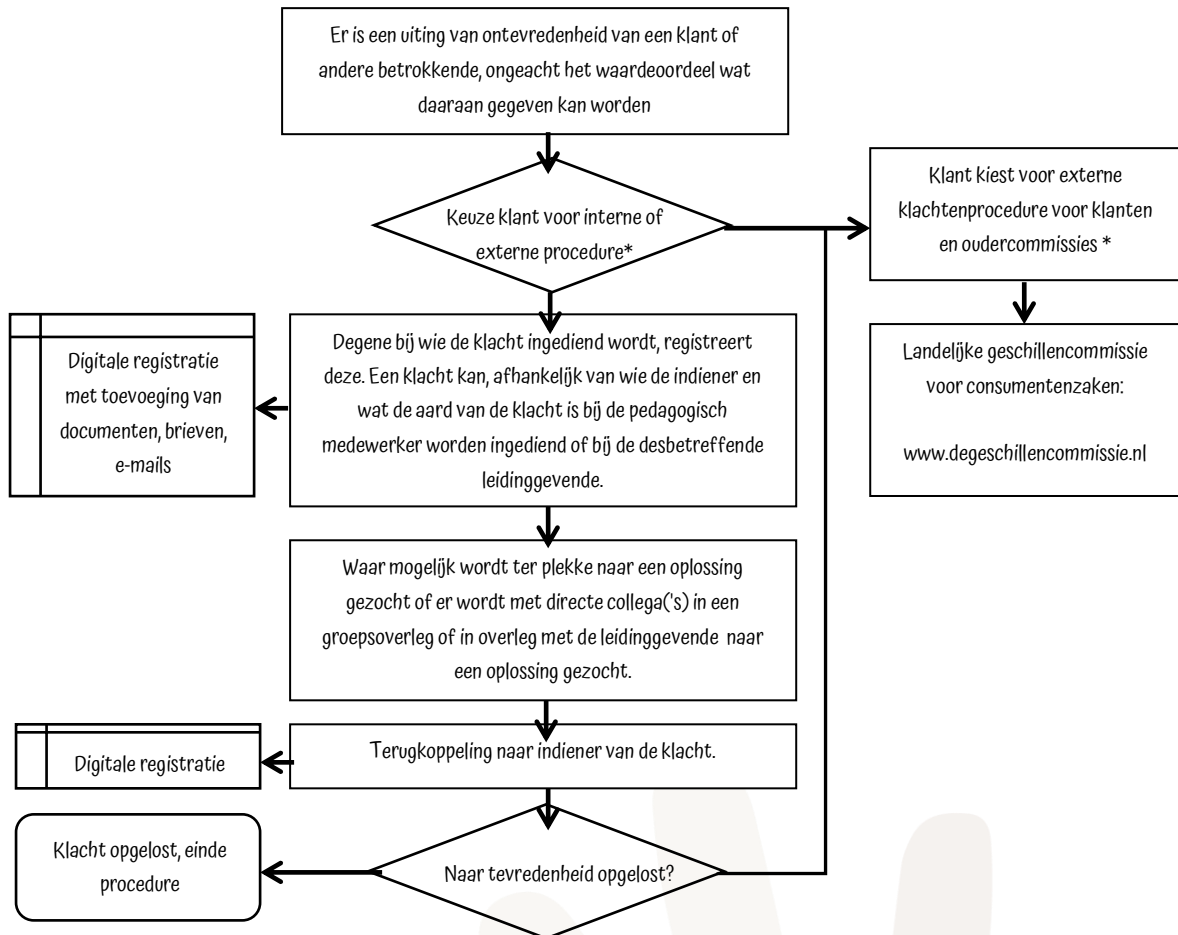 Er is een uiting van ontevredenheid van een klant of
andere betrokkende, ongeacht het waardeoordeel wat
daaraan gegeven kan worden
Keuze klant voor interne of
externe procedure*
Klant kiest voor externe
klachtenprocedure voor klanten
en oudercommissies *
Landelijke geschillencommissie
voor consumentenzaken:
www.degeschillencommissie.nl
Degene bij wie de klacht ingediend wordt, registreert
deze. Een klacht kan, afhankelijk van wie de indiener en
wat de aard van de klacht is bij de pedagogisch
medewerker worden ingediend of bij de desbetreffende
leidinggevende.
Digitale registratie
met toevoeging van
documenten, brieven,
e-mails
Waar mogelijk wordt ter plekke naar een oplossing
gezocht of er wordt met directe collega('s) in een
groepsoverleg of in overleg met de leidinggevende naar
een oplossing gezocht.
Terugkoppeling naar indiener van de klacht.
Digitale registratie
Naar tevredenheid opgelost?
Klacht opgelost, einde
procedure